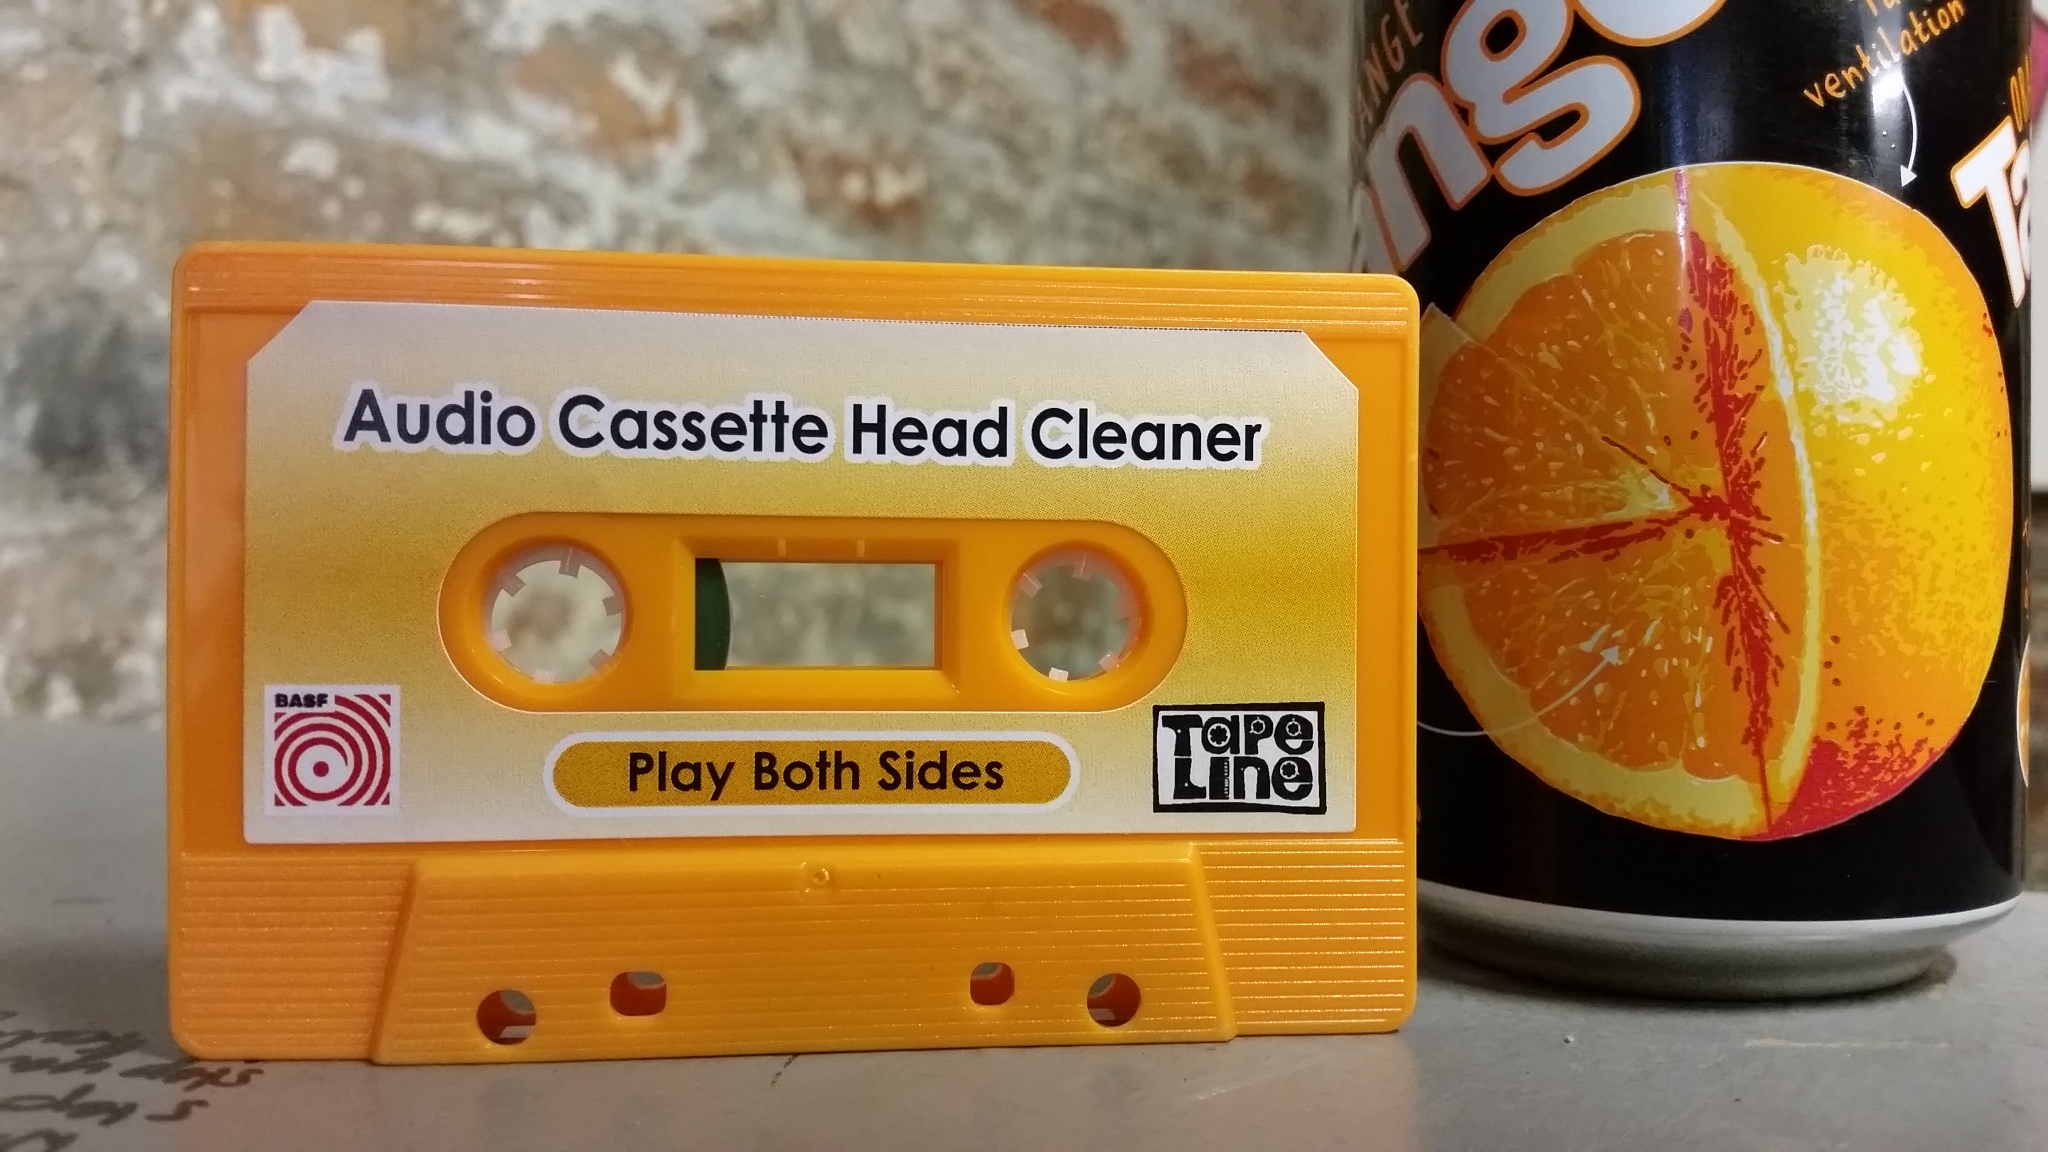 Audio Cassette Head Cleaner
BASF
Play Both Sides
Tape
Line
ventilation